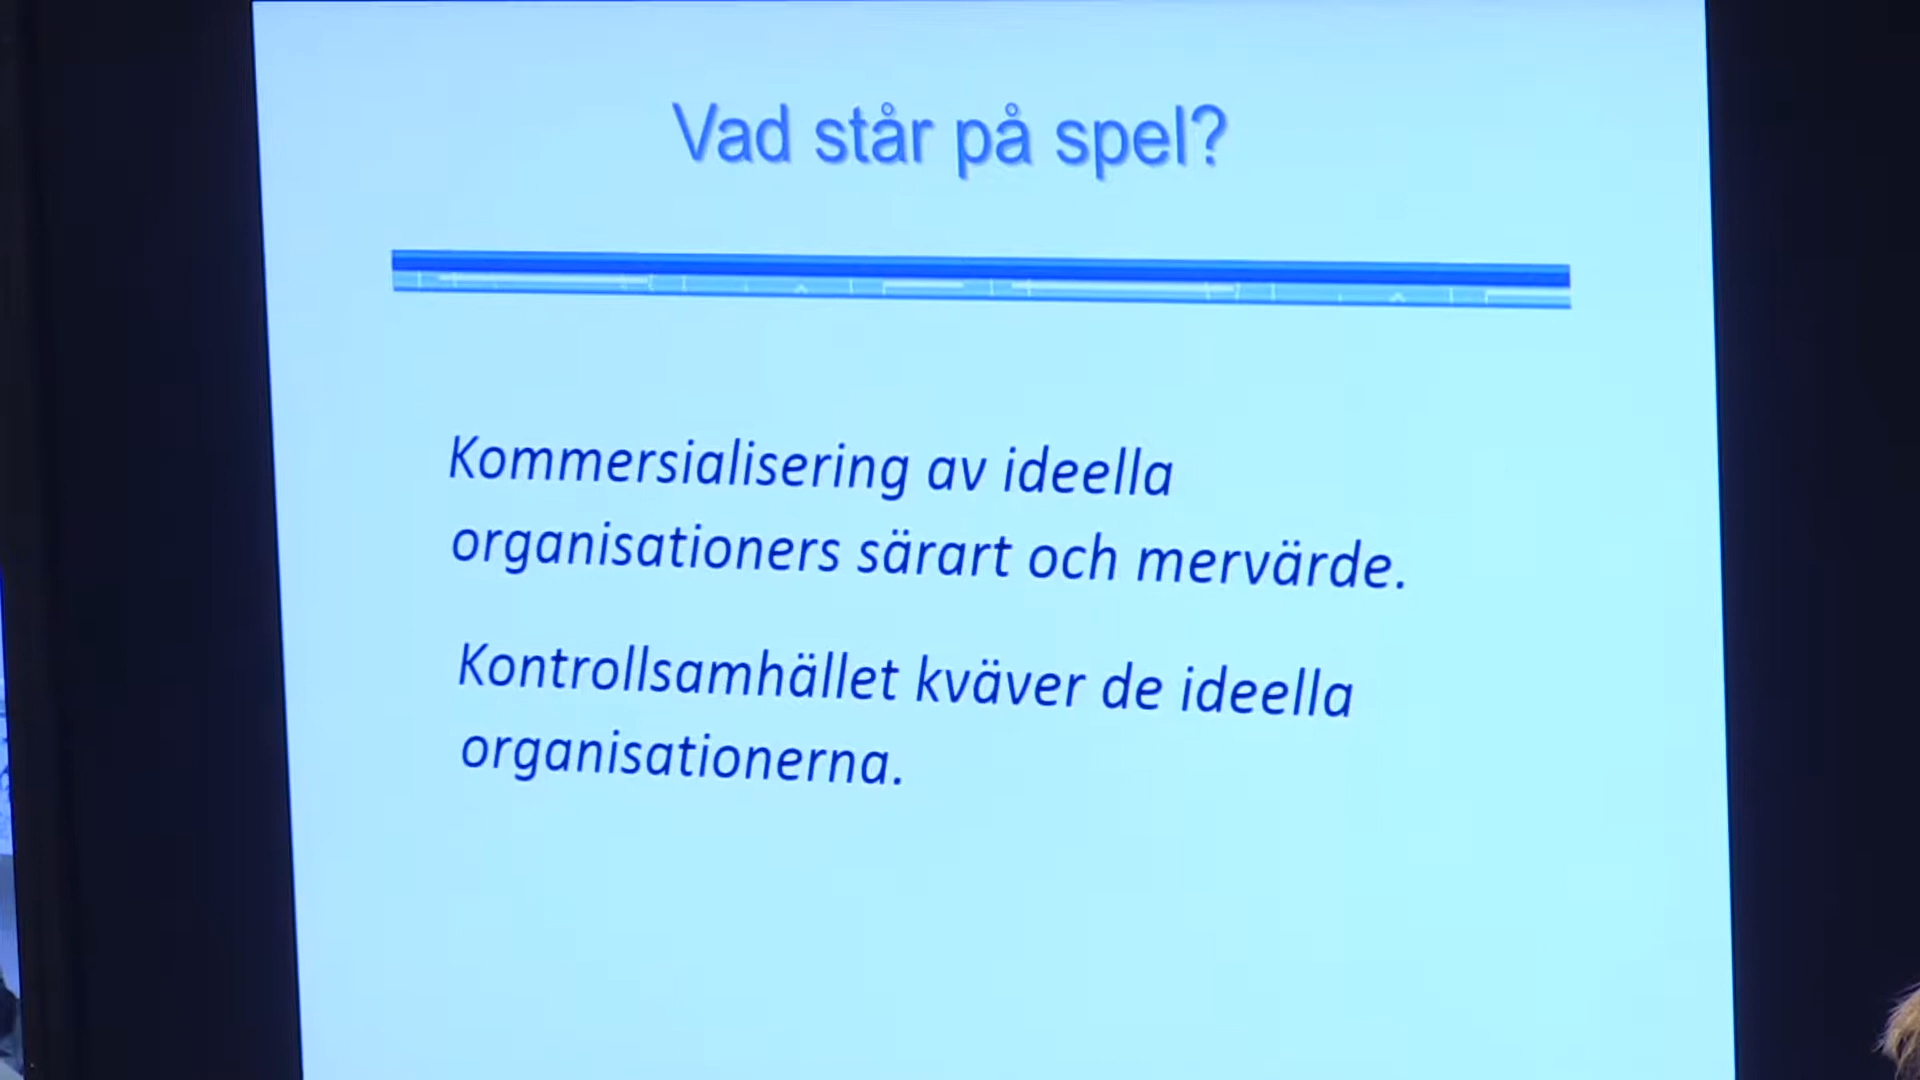 Vad står på spel?
Kommersialisering av ideella
organisationers särart och mervärde.
Kontrollsamhället kväver de ideella
organisationerna.